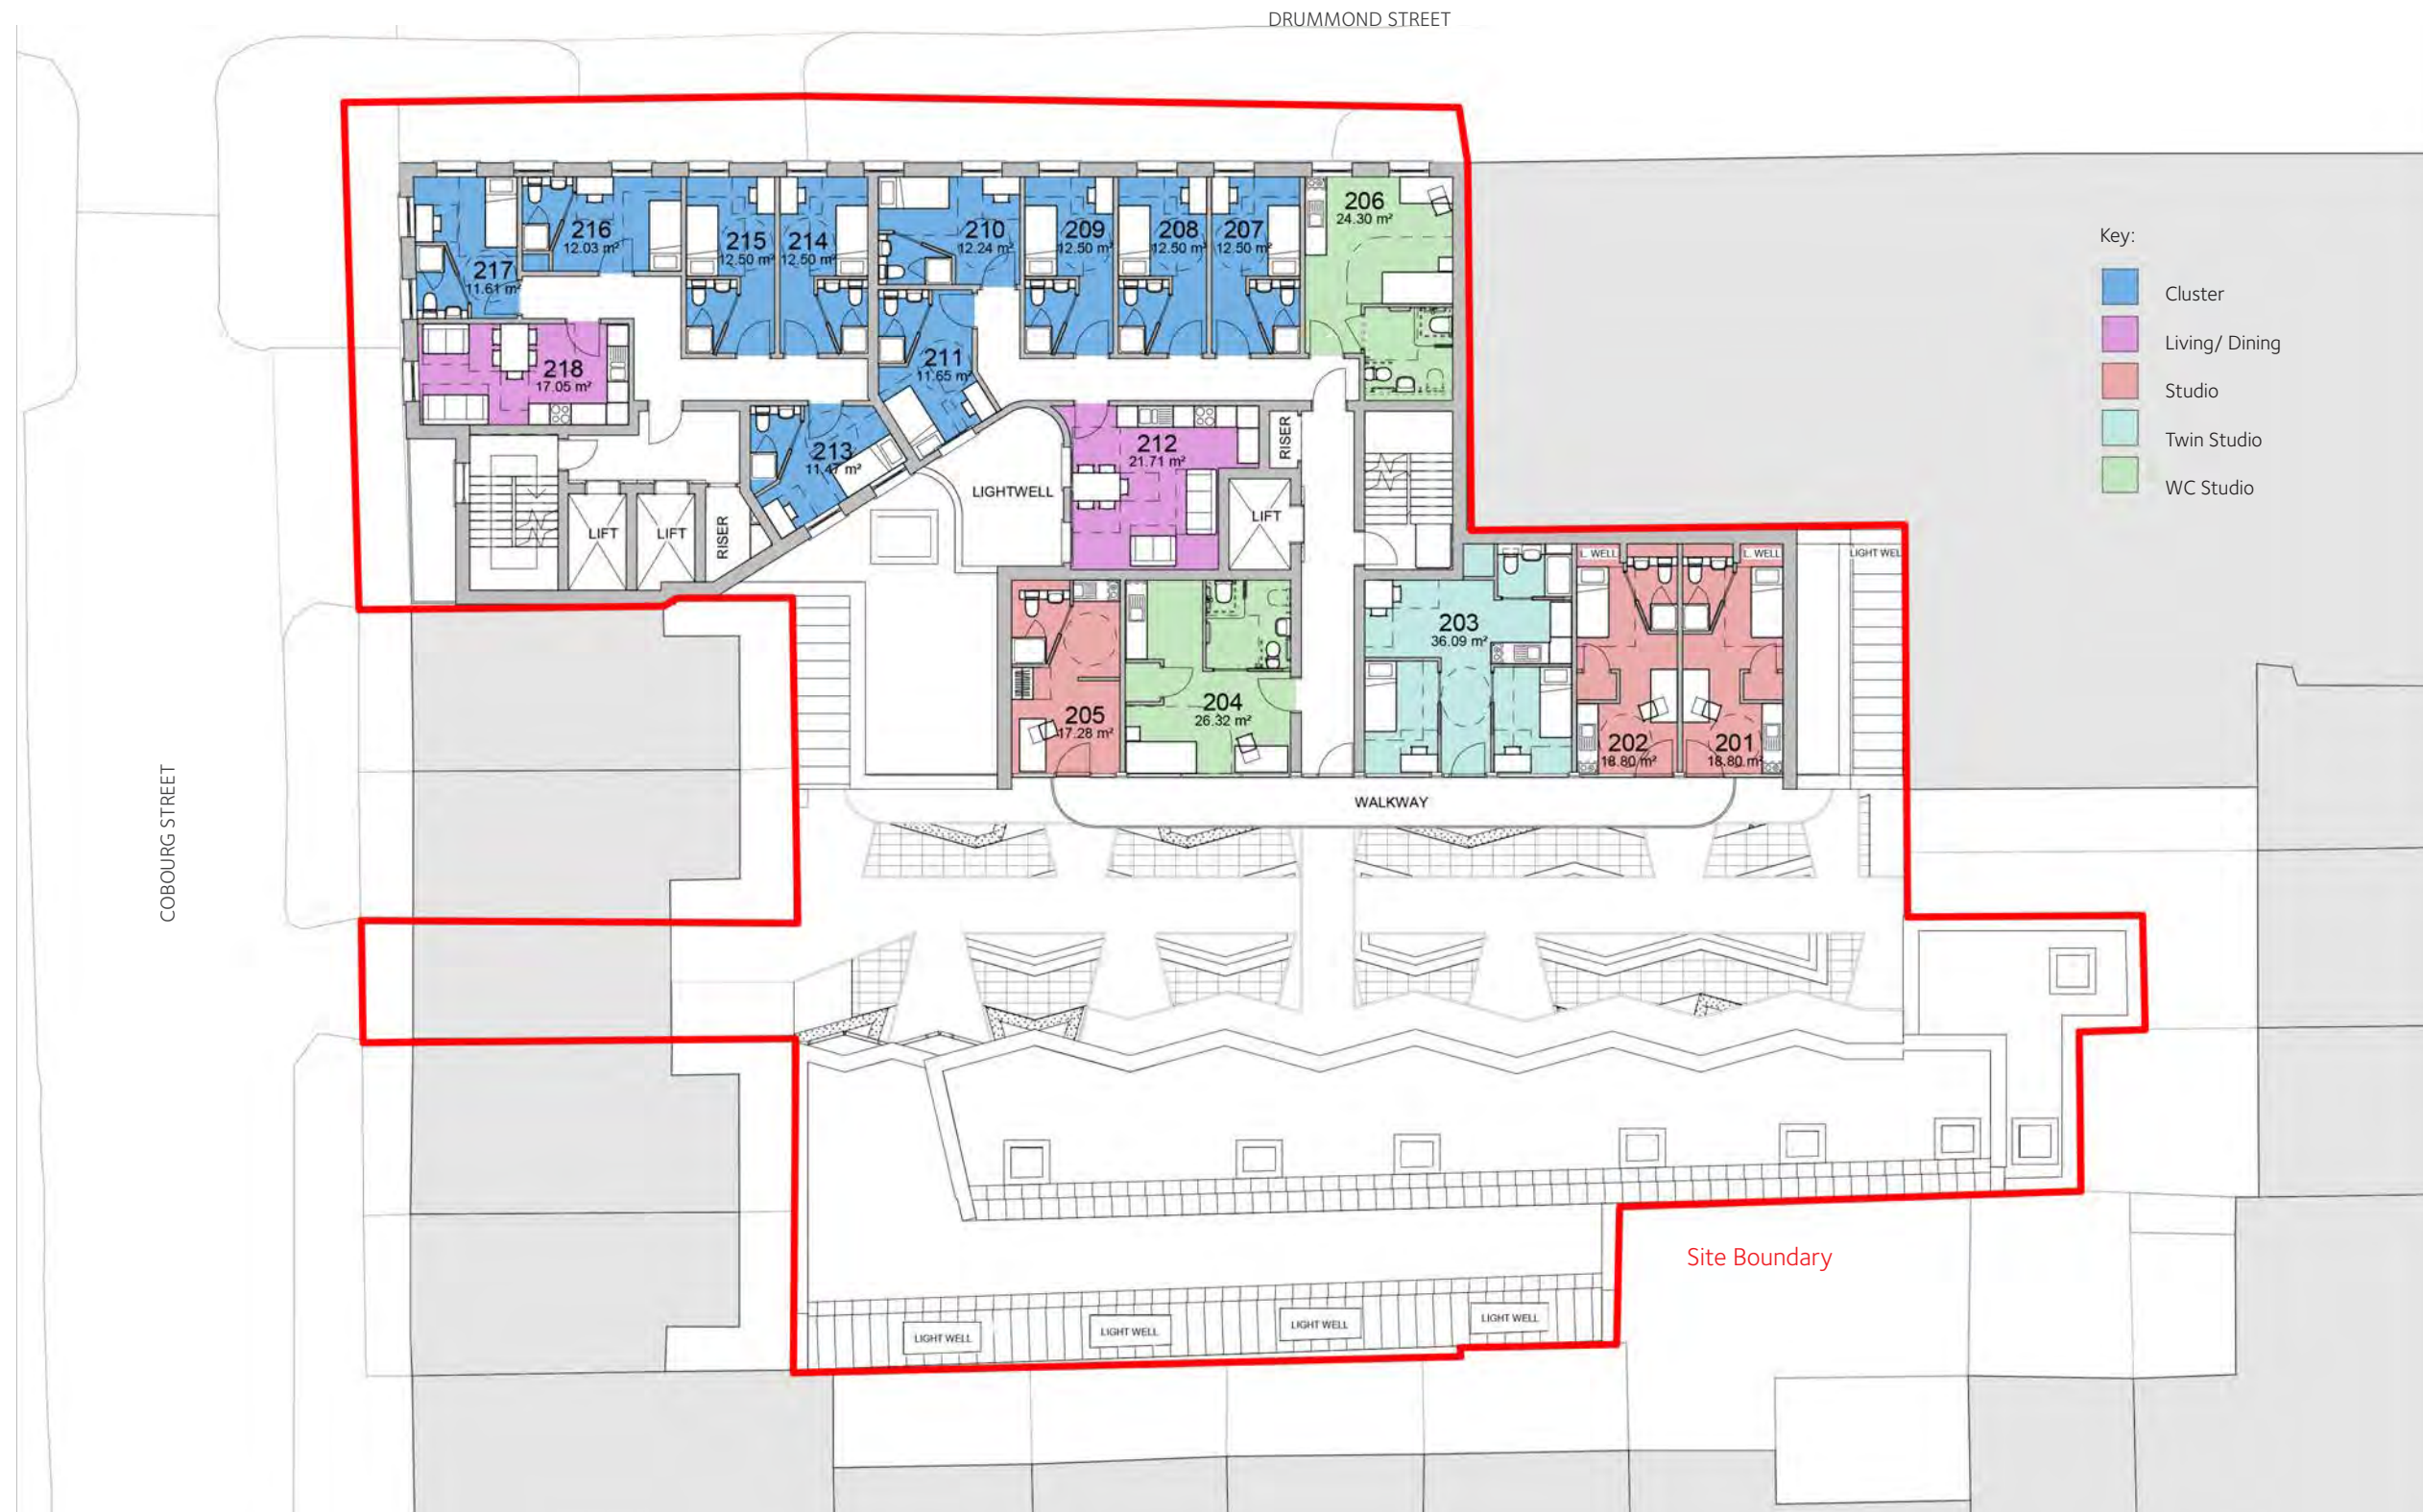 DRUMMOND STREET
206
24.30 m²
216
12.03 m²
215
12.50 m²
214
12.50 m²
210
12.24 m²
209
12.50 m²
208
12.50 m²
207
12.50 m²
217
11.61 m²
218
17.05 m²
211
11.65 m²
213
11.47 m²
212
21.71 m²
RISER
LIGHTWELL
LIFT
LIFT
LIFT
RISER
L. WELL
L. WELL
LIGHT WEL
203
36.09 m²
205
17.28 m²
204
26.32 m²
202
18.80 m²
201
18.80 m²
WALKWAY
COBOURG STREET
Key:
Cluster
Living/ Dining
Studio
Twin Studio
WC Studio
Site Boundary
LIGHT WELL
LIGHT WELL
LIGHT WELL
LIGHT WELL